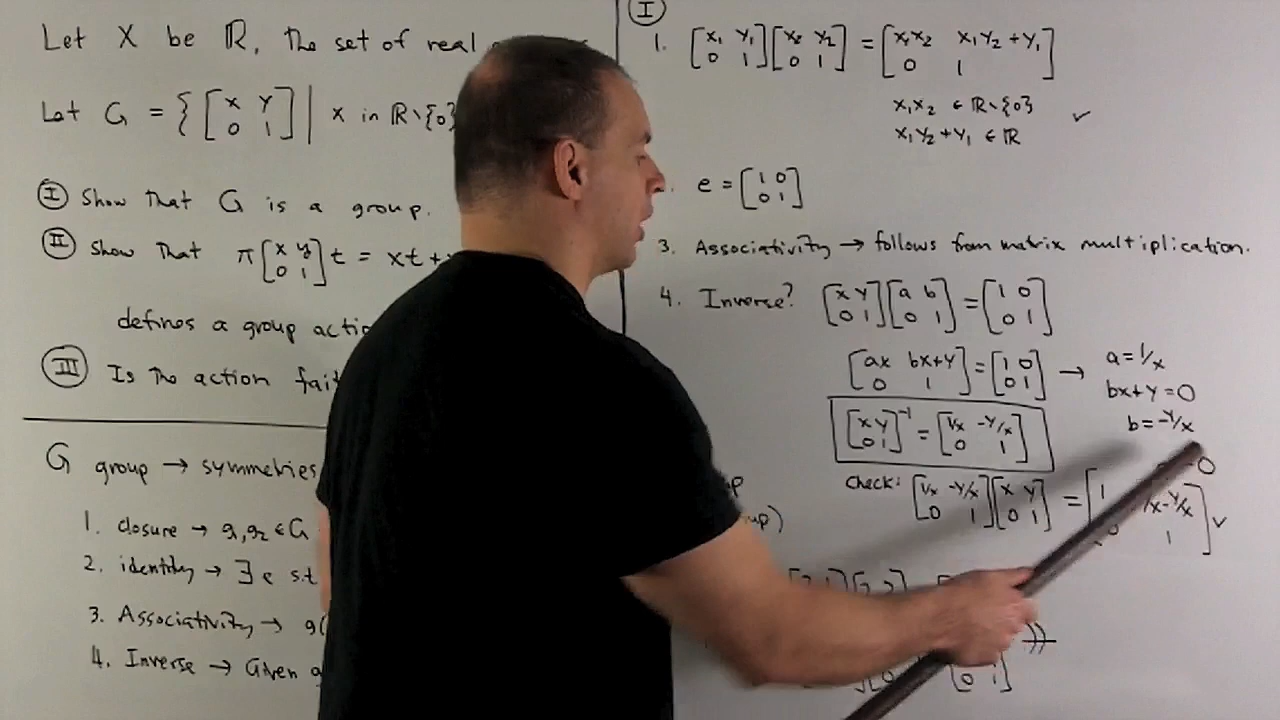 Let X be ℝ, the set of real
Let G = { [x y; 0 1] | x in ℝ\{0}
Ⓘ Show that G is a group.
Ⓘ Ⓘ Show that π[x y; 0 1]t = xt+
defines a group actio
Ⓘ Ⓘ Ⓘ Is the action fai
G group → symmetries
1. closure → g₁g₂ ∈ G
2. identity → ∃ e s.t
3. Associativity → g(
4. Inverse → Given g
Ⓘ
1. [x₁ y₁; 0 1][x₂ y₂; 0 1] = [x₁x₂ x₁y₂+y₁; 0 1]
x₁x₂ ∈ ℝ\{0}
x₁y₂+y₁ ∈ ℝ ✓
e = [1 0; 0 1]
3. Associativity → follows from matrix multiplication.
4. Inverse? [x y; 0 1][a b; 0 1] = [1 0; 0 1]
[ax bx+y; 0 1] = [1 0; 0 1] → a = 1/x
bx+y = 0
b = -y/x
[x y; 0 1]⁻¹ = [1/x -y/x; 0 1]
check: [1/x -y/x; 0 1][x y; 0 1] = [1 /x-y/x; 0 1] ✓